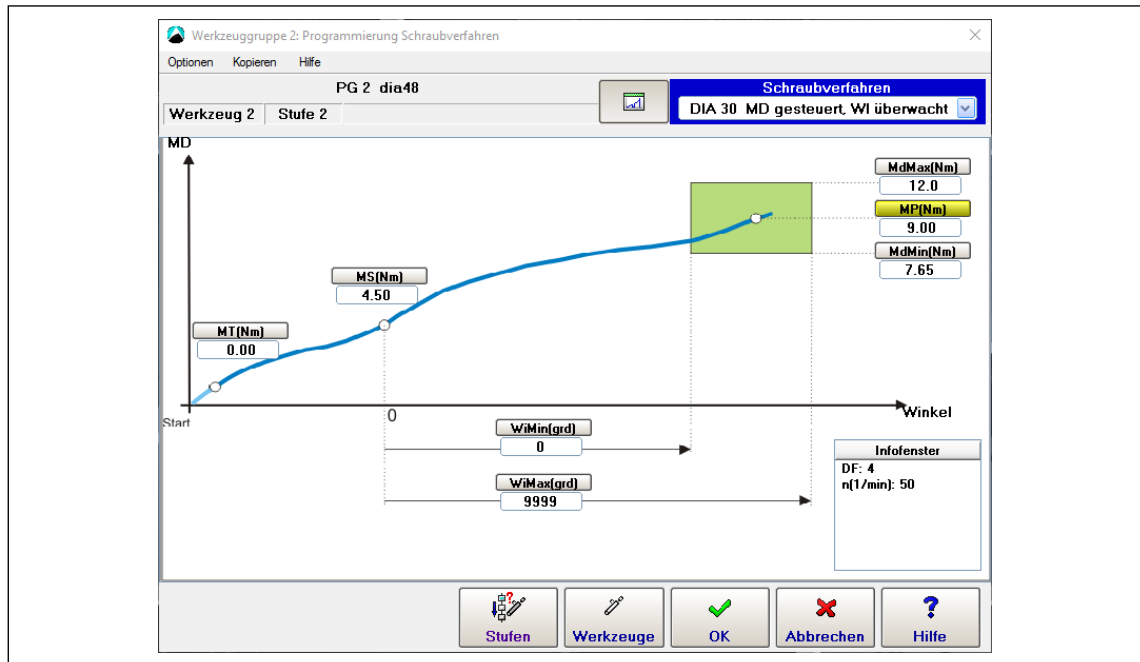 Werkzeuggruppe 2: Programmierung Schraubverfahren
Optionen Kopieren Hilfe
PG 2 dia48
Werkzeug 2 Stufe 2
Schraubverfahren
DIA 30 MD gesteuert, WI überwacht
MD
MdMax(Nm)
12.0
MP(Nm)
9.00
MdMin(Nm)
7.65
MS(Nm)
4.50
MT(Nm)
0.00
Start
0
Winkel
WiMin(grd)
0
WiMax(grd)
9999
Infofenster
DF: 4
n(1/min): 50
Stufen Werkzeuge OK Abbrechen Hilfe